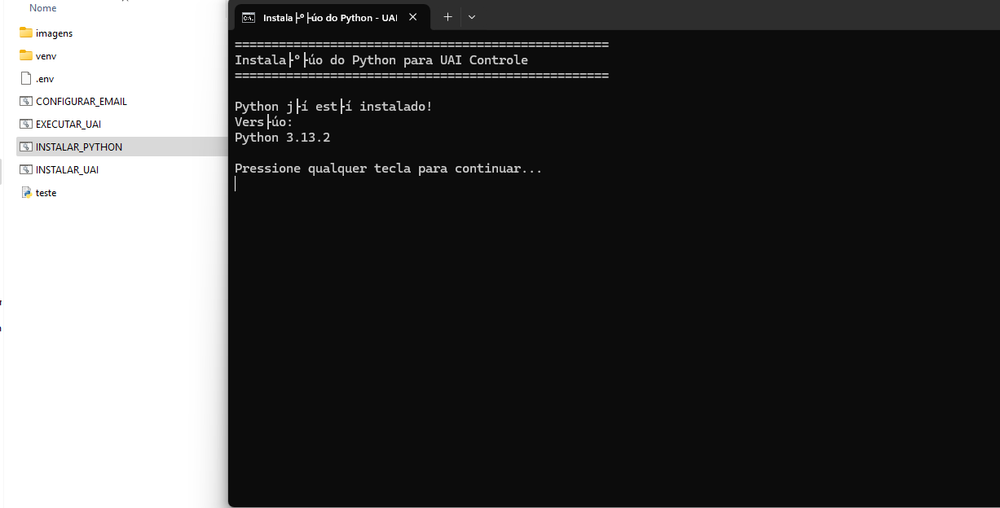 Nome
imagens
venv
.env
CONFIGURAR_EMAIL
EXECUTAR_UAI
INSTALAR_PYTHON
INSTALAR_UAI
teste
Instala├º├úo do Python - UAI
===================================================
Instala├º├úo do Python para UAI Controle
===================================================
Python j├í est├í instalado!
Vers├úo:
Python 3.13.2
Pressione qualquer tecla para continuar...